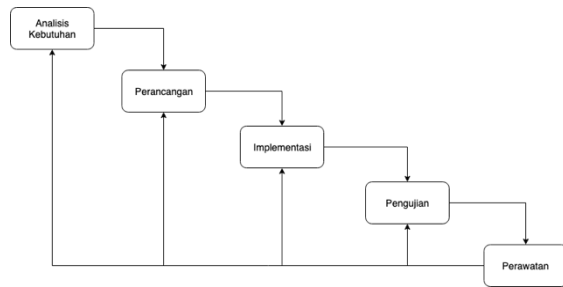 Analisis
Kebutuhan
Perancangan
Implementasi
Pengujian
Perawatan